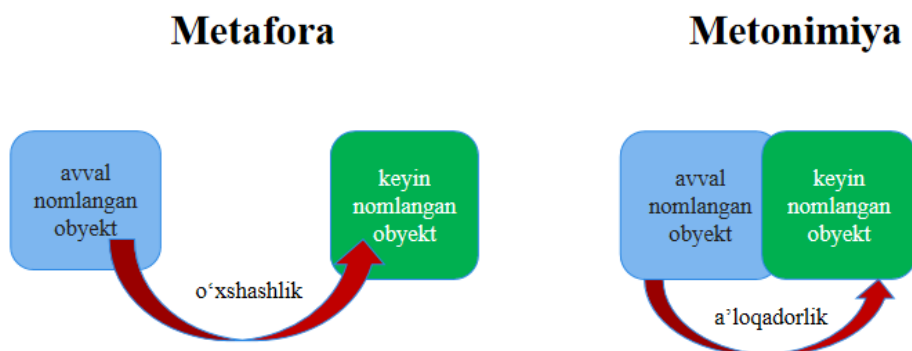 Metafora
Metonimiya
avval
nomlangan
obyekt
keyin
nomlangan
obyekt
o‘xshashlik
avval
nomlangan
obyekt
keyin
nomlangan
obyekt
a’loqadorlik